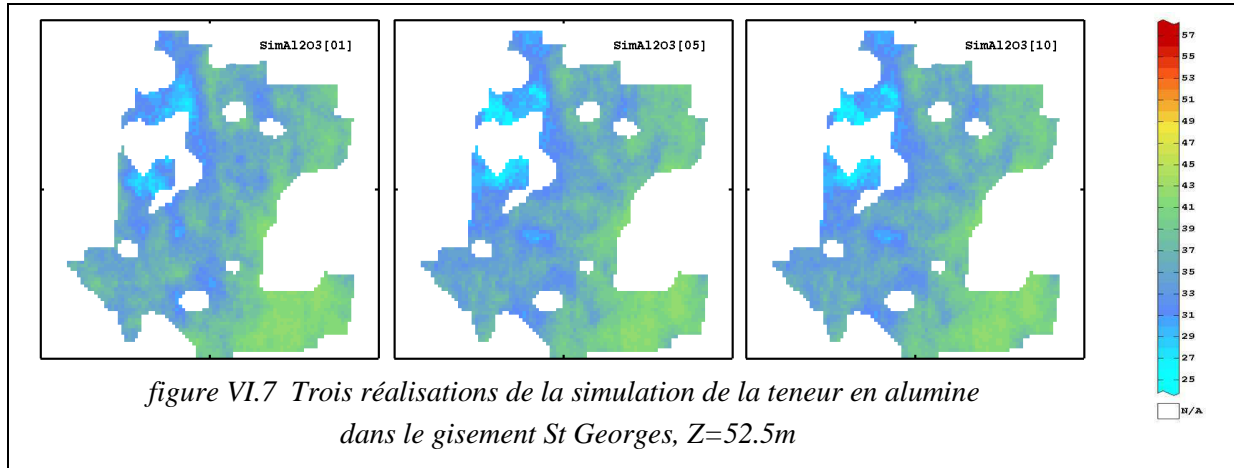 SimAl2O3[01]
SimAl2O3[05]
SimAl2O3[10]
57
55
53
51
49
47
45
43
41
39
37
35
33
31
29
27
25
N/A
figure VI.7 Trois réalisations de la simulation de la teneur en alumine
dans le gisement St Georges, Z=52.5m